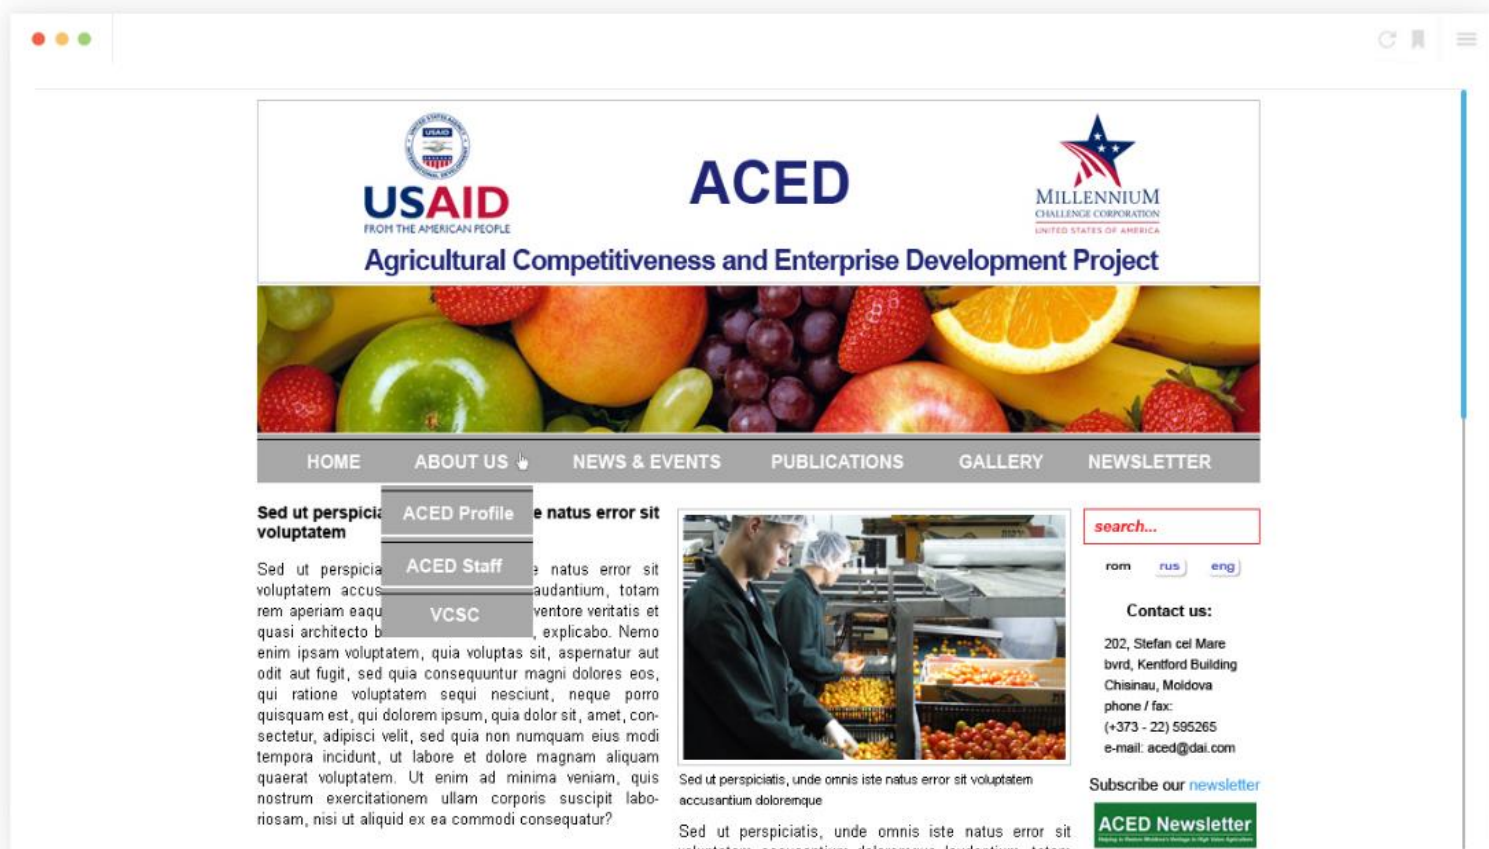 USAID
USAID
FROM THE AMERICAN PEOPLE
ACED
MILLENNIUM
CHALLENGE CORPORATION
UNITED STATES OF AMERICA
Agricultural Competitiveness and Enterprise Development Project
HOME ABOUT US NEWS & EVENTS PUBLICATIONS GALLERY NEWSLETTER
ACED Profile
ACED Staff
VCSC
Sed ut perspici e natus error sit
voluptatem
Sed ut perspicia e natus error sit
voluptatem accus audantium, totam
rem aperiam eaqu ventore veritatis et
quasi architecto b , explicabo. Nemo
enim ipsam voluptatem, quia voluptas sit, aspernatur aut
odit aut fugit, sed quia consequuntur magni dolores eos,
qui ratione voluptatem sequi nesciunt, neque porro
quisquam est, qui dolorem ipsum, quia dolor sit, amet, con-
sectetur, adipisci velit, sed quia non numquam eius modi
tempora incidunt, ut labore et dolore magnam aliquam
quaerat voluptatem. Ut enim ad minima veniam, quis
nostrum exercitationem ullam corporis suscipit labo-
riosam, nisi ut aliquid ex ea commodi consequatur?
Sed ut perspiciatis, unde omnis iste natus error sit voluptatem
accusantium doloremque
Sed ut perspiciatis, unde omnis iste natus error sit
search...
rom rus eng
Contact us:
202, Stefan cel Mare
bvrd, Kentford Building
Chisinau, Moldova
phone / fax:
(+373 - 22) 595265
e-mail: aced@dai.com
Subscribe our newsletter
ACED Newsletter